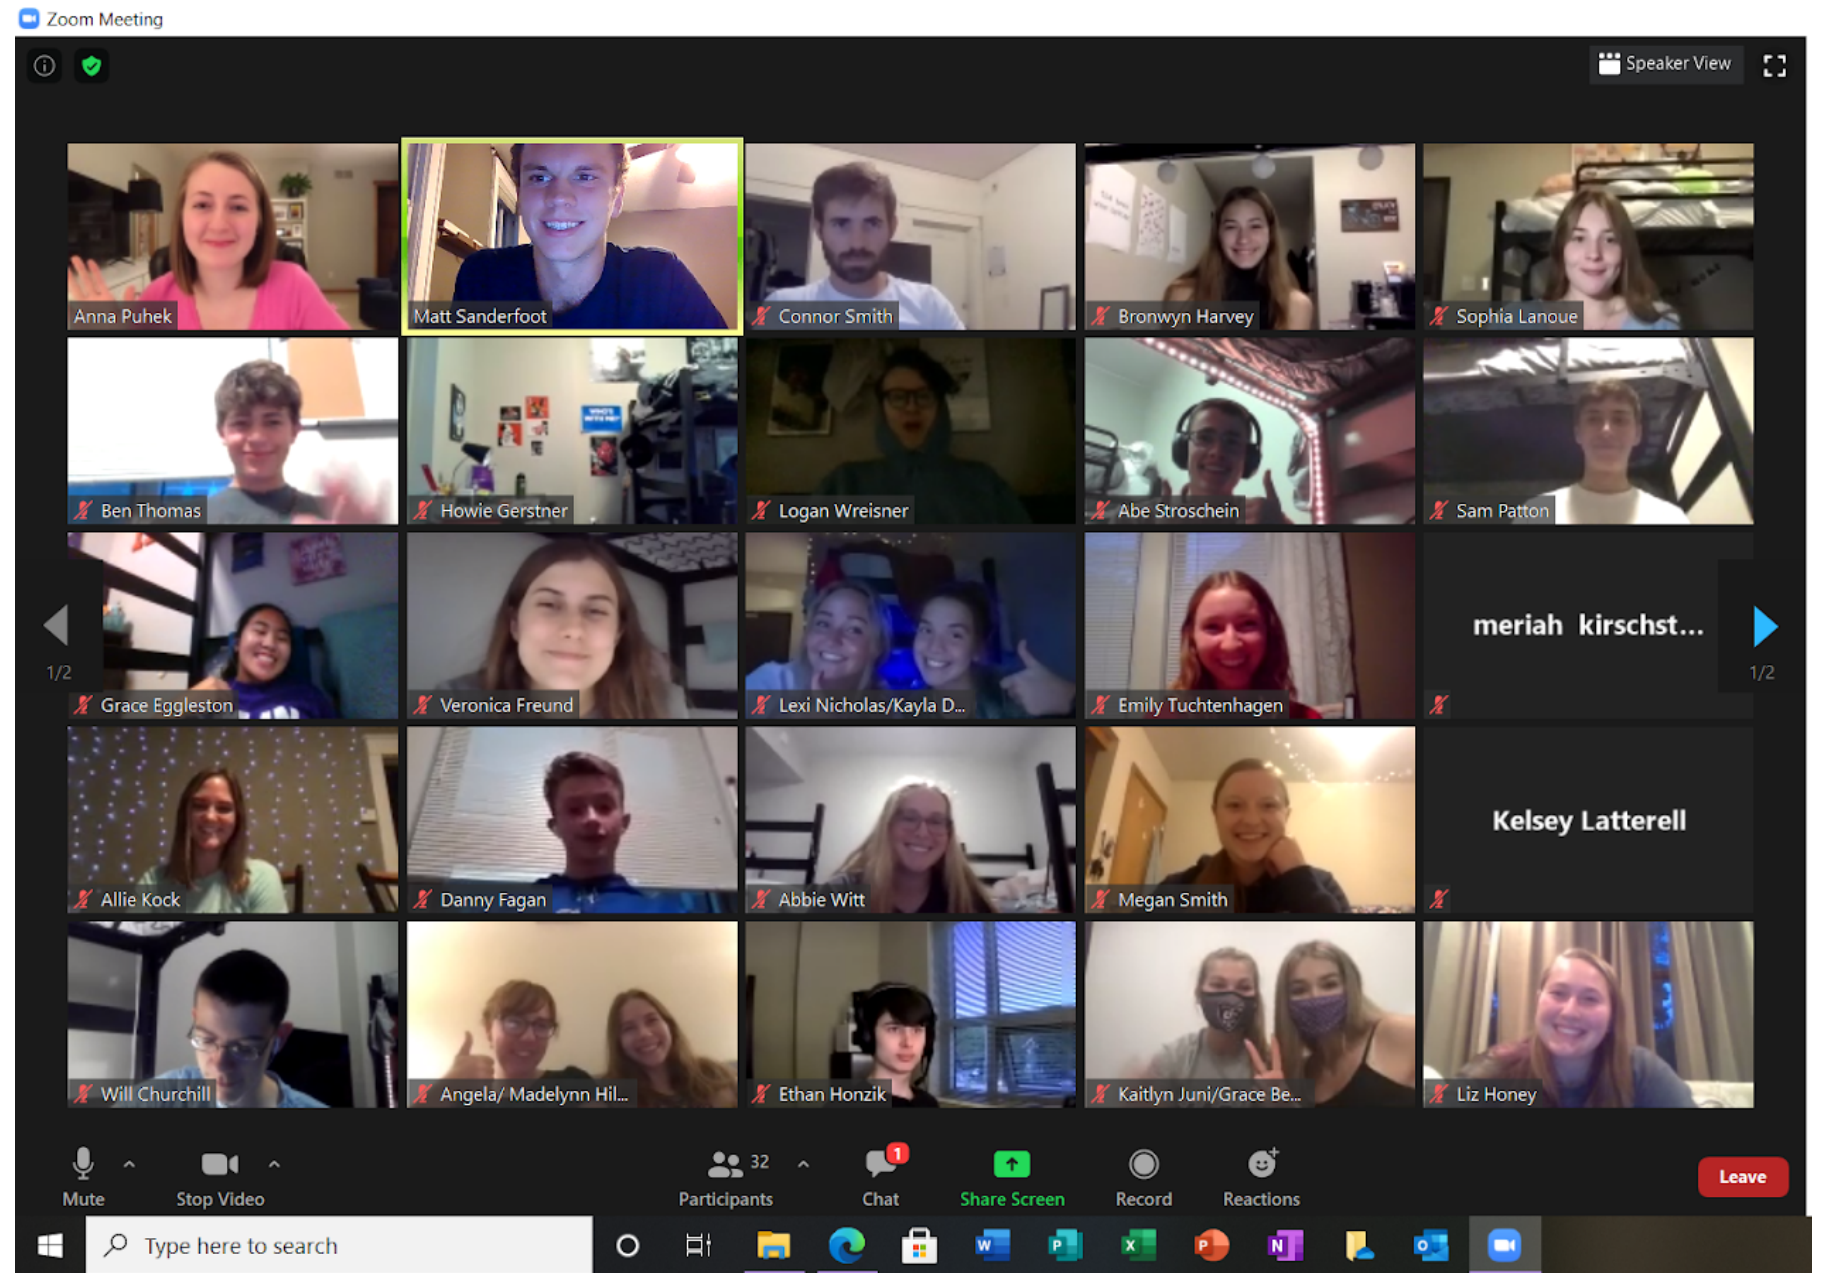 Zoom Meeting
Speaker View
Anna Puhek
Matt Sanderfoot
Connor Smith
Bronwyn Harvey
Sophia Lanoue
WHO'S
WITH ME?
Ben Thomas
Howie Gerstner
Logan Wreisner
Abe Stroschein
Sam Patton
meriah kirschst...
1/2
1/2
Grace Eggleston
Veronica Freund
Lexi Nicholas/Kayla D...
Emily Tuchtenhagen
Kelsey Latterell
Allie Kock
Danny Fagan
Abbie Witt
Megan Smith
Will Churchill
Angela/ Madelynn Hil...
Ethan Honzik
Kaitlyn Juni/Grace Be...
Liz Honey
32
1
Mute
Stop Video
Participants
Chat
Share Screen
Record
Reactions
Leave
Type here to search